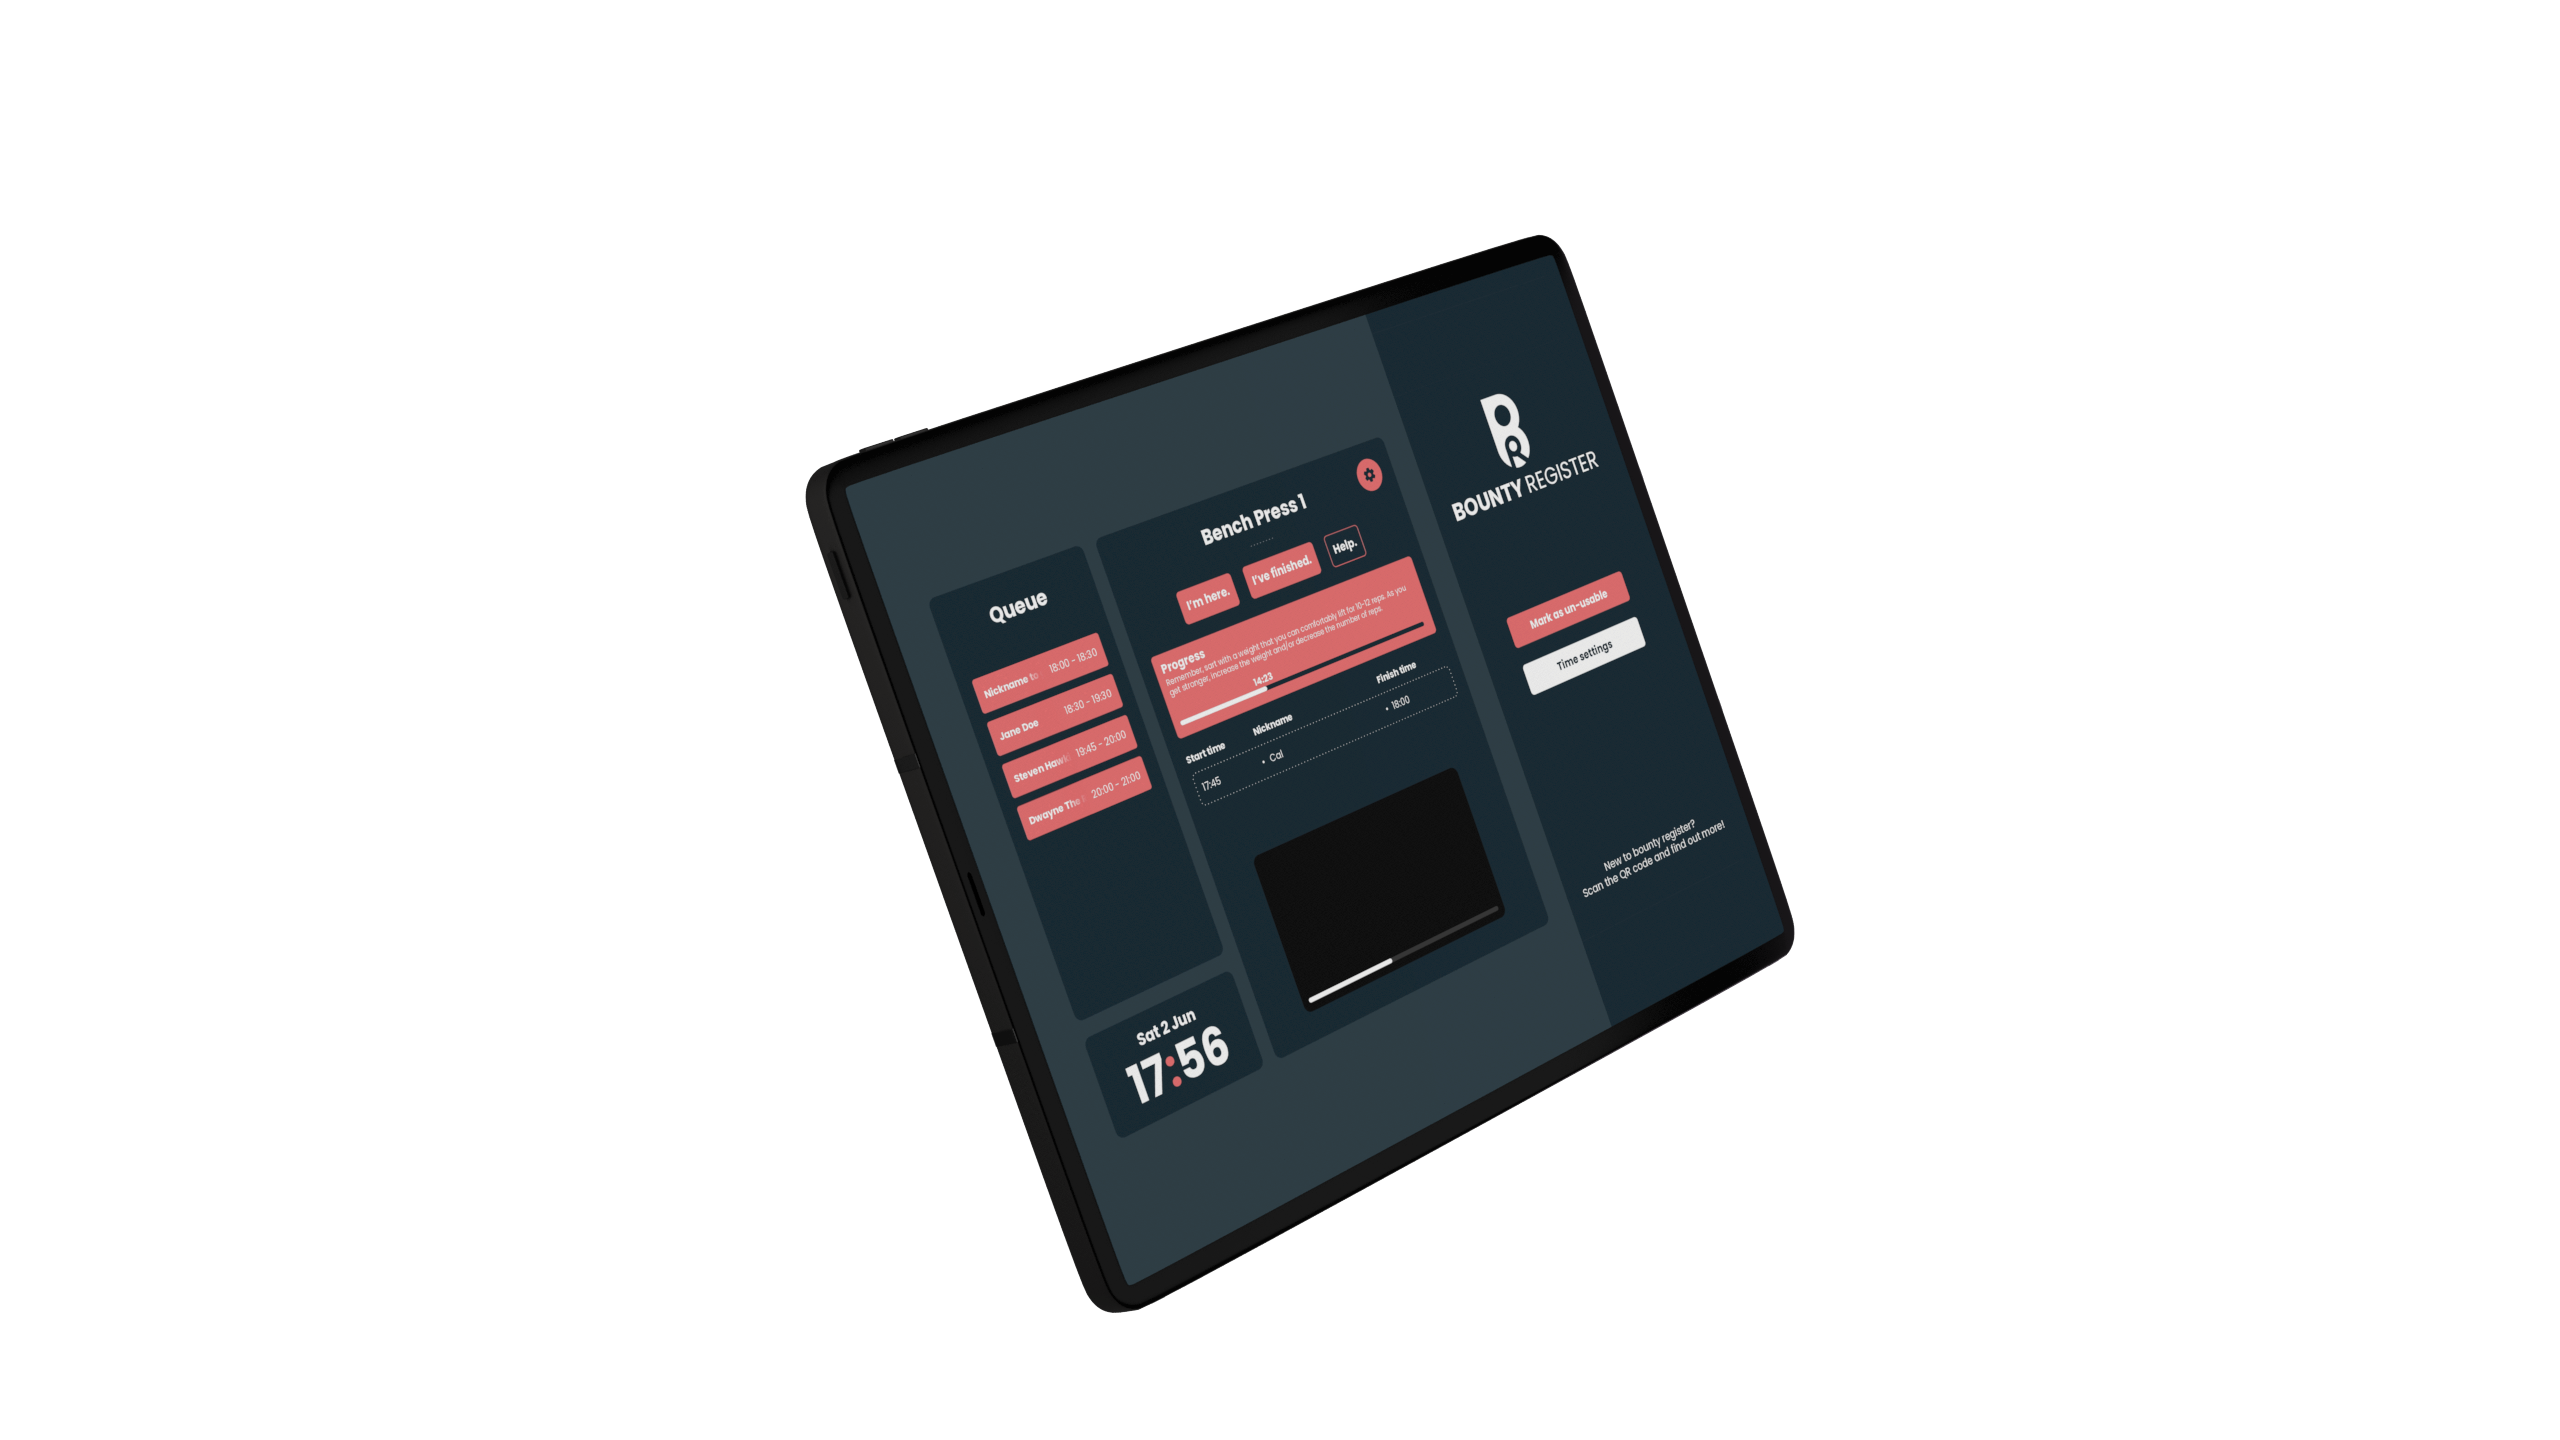 Queue
Nickname to 18:00 - 18:30
Jane Doe 18:30 - 19:30
Steven Hawk 19:45 - 20:00
Dwayne The 20:00 - 21:00
Sat 2 Jun
17:56
Bench Press 1
I'm here. I've finished. Help.
Progress
Remember, sart with a weight that you can comfortably lift for 10-12 reps. As you
get stronger, increase the weight and/or decrease the number of reps.
14:23
Start time Nickname Finish time
17:45 • Cal • 18:00
BR
BOUNTY REGISTER
Mark as un-usable
Time settings
New to bounty register?
Scan the QR code and find out more!